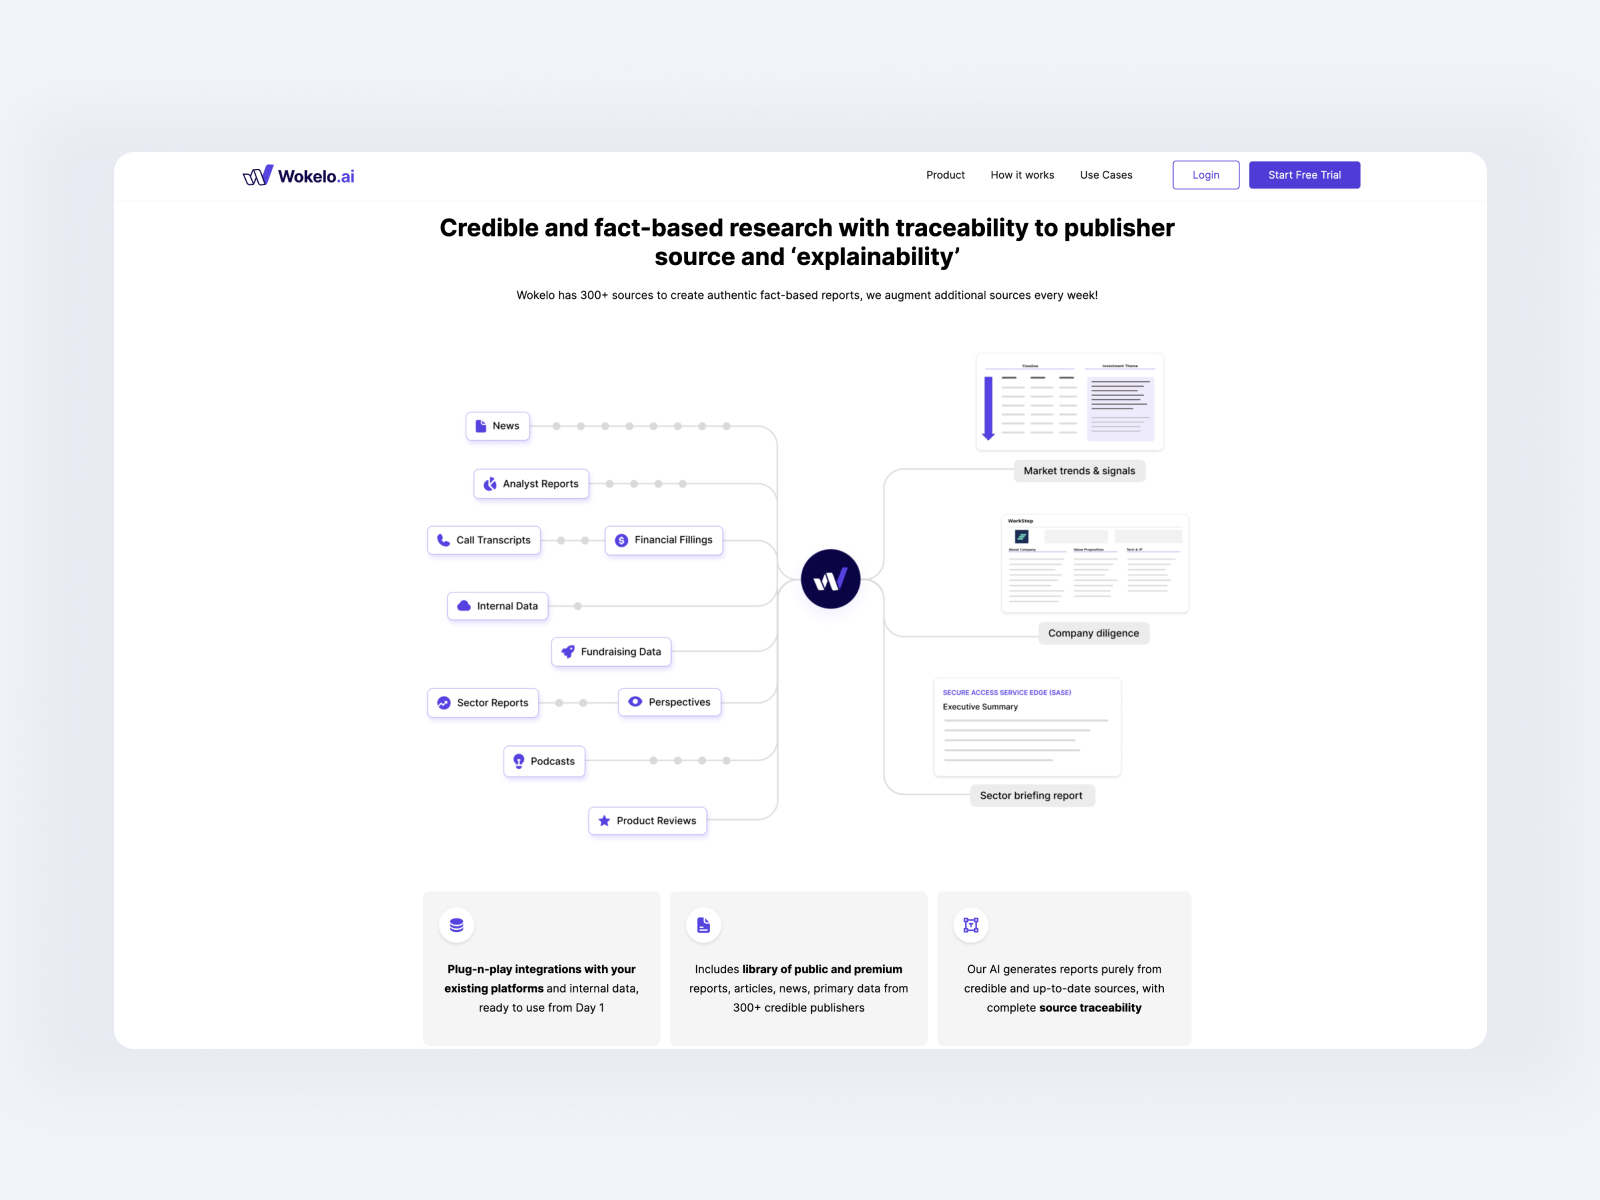 Wokelo.ai
Product
How it works
Use Cases
Login
Start Free Trial
Credible and fact-based research with traceability to publisher
source and ‘explainability’
Wokelo has 300+ sources to create authentic fact-based reports, we augment additional sources every week!
News
Analyst Reports
Call Transcripts
Financial Fillings
Internal Data
Fundraising Data
Sector Reports
Perspectives
Podcasts
Product Reviews
Timeline
Investment Theme
Market trends & signals
WorkStep
About Company
Value Proposition
Tech & IP
Company diligence
SECURE ACCESS SERVICE EDGE (SASE)
Executive Summary
Sector briefing report
Plug-n-play integrations with your
existing platforms and internal data,
ready to use from Day 1
Includes library of public and premium
reports, articles, news, primary data from
300+ credible publishers
Our AI generates reports purely from
credible and up-to-date sources, with
complete source traceability